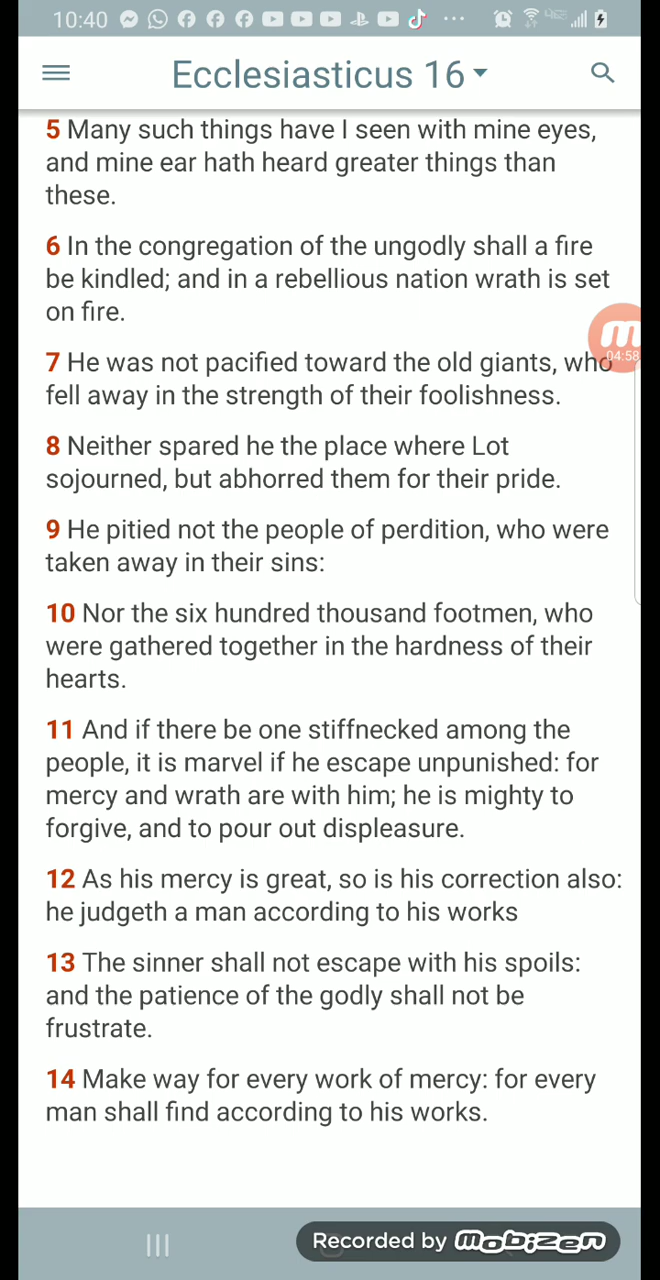 10:40
Ecclesiasticus 16
5 Many such things have I seen with mine eyes,
and mine ear hath heard greater things than
these.
6 In the congregation of the ungodly shall a fire
be kindled; and in a rebellious nation wrath is set
on fire.
04:58
7 He was not pacified toward the old giants, who
fell away in the strength of their foolishness.
8 Neither spared he the place where Lot
sojourned, but abhorred them for their pride.
9 He pitied not the people of perdition, who were
taken away in their sins:
10 Nor the six hundred thousand footmen, who
were gathered together in the hardness of their
hearts.
11 And if there be one stiffnecked among the
people, it is marvel if he escape unpunished: for
mercy and wrath are with him; he is mighty to
forgive, and to pour out displeasure.
12 As his mercy is great, so is his correction also:
he judgeth a man according to his works
13 The sinner shall not escape with his spoils:
and the patience of the godly shall not be
frustrate.
14 Make way for every work of mercy: for every
man shall find according to his works.
Recorded by mobizen